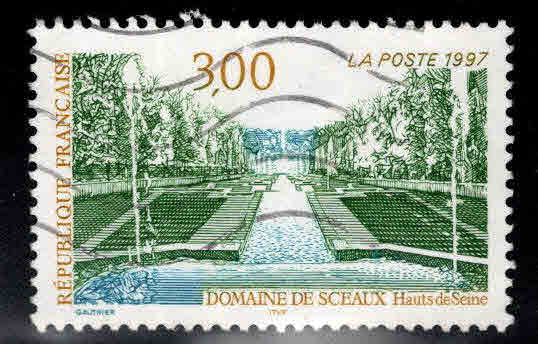 3,00
LA POSTE 1997
RÉPUBLIQUE FRANÇAISE
DOMAINE DE SCEAUX Hauts de Seine
GAUTHIER
ITVF